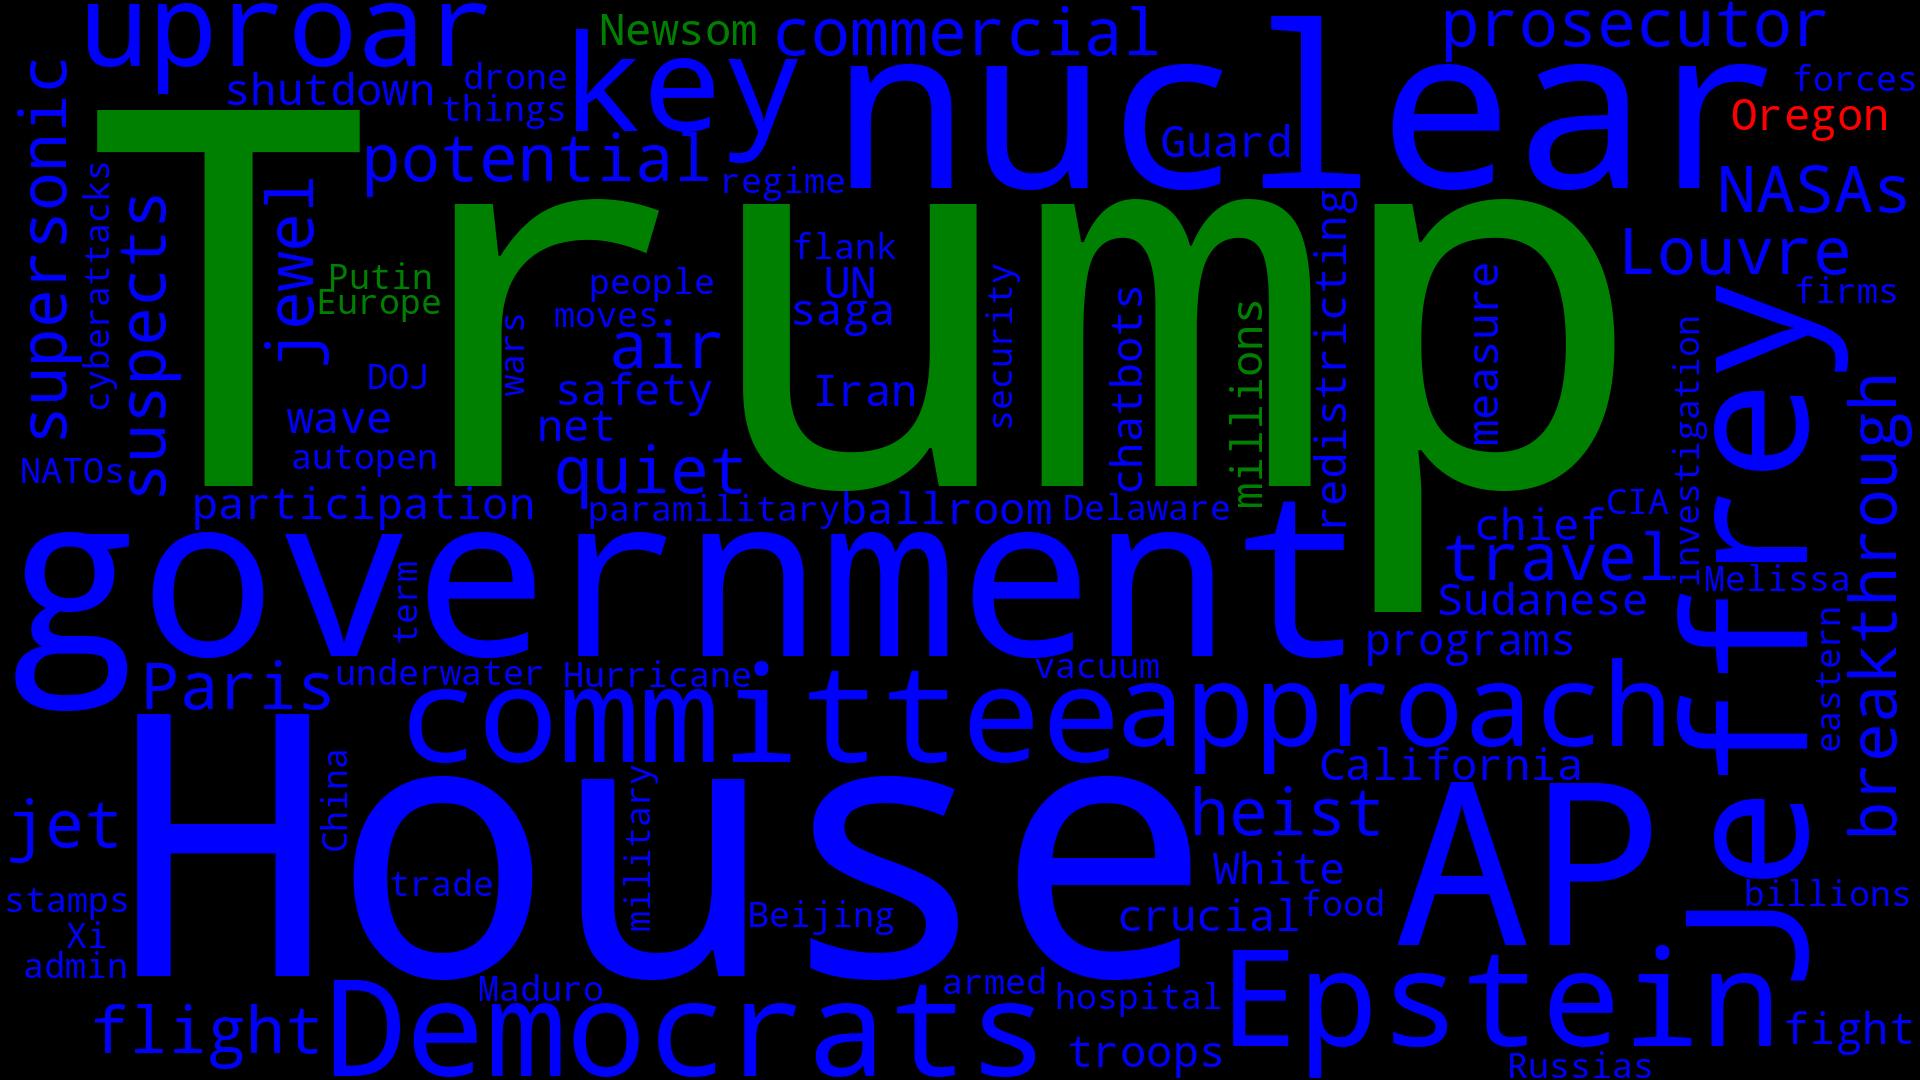 uproar
Newsom
commercial
prosecutor
drone
key
nuclear
forces
shutdown
things
Oregon
supersonic
potential
Guard
regime
NASAs
cyberattacks
suspects
jewel
Trump
Louvre
Putin
Europe
people
flank
UN
redistricting
firms
moves
saga
wars
air
security
chatbots
millions
measure
investigation
Jeffrey
DOJ
safety
Iran
wave
net
breakthrough
autopen
quiet
NATOs
participation
paramilitary
ballroom
Delaware
chief
CIA
government
travel
term
Melissa
Sudanese
programs
eastern
Paris
underwater
Hurricane
vacuum
committee
approach
China
military
California
jet
House
heist
AP
trade
White
stamps
Beijing
crucial
food
billions
Xi
admin
Maduro
armed
hospital
Epstein
flight
Democrats
troops
fight
Russias